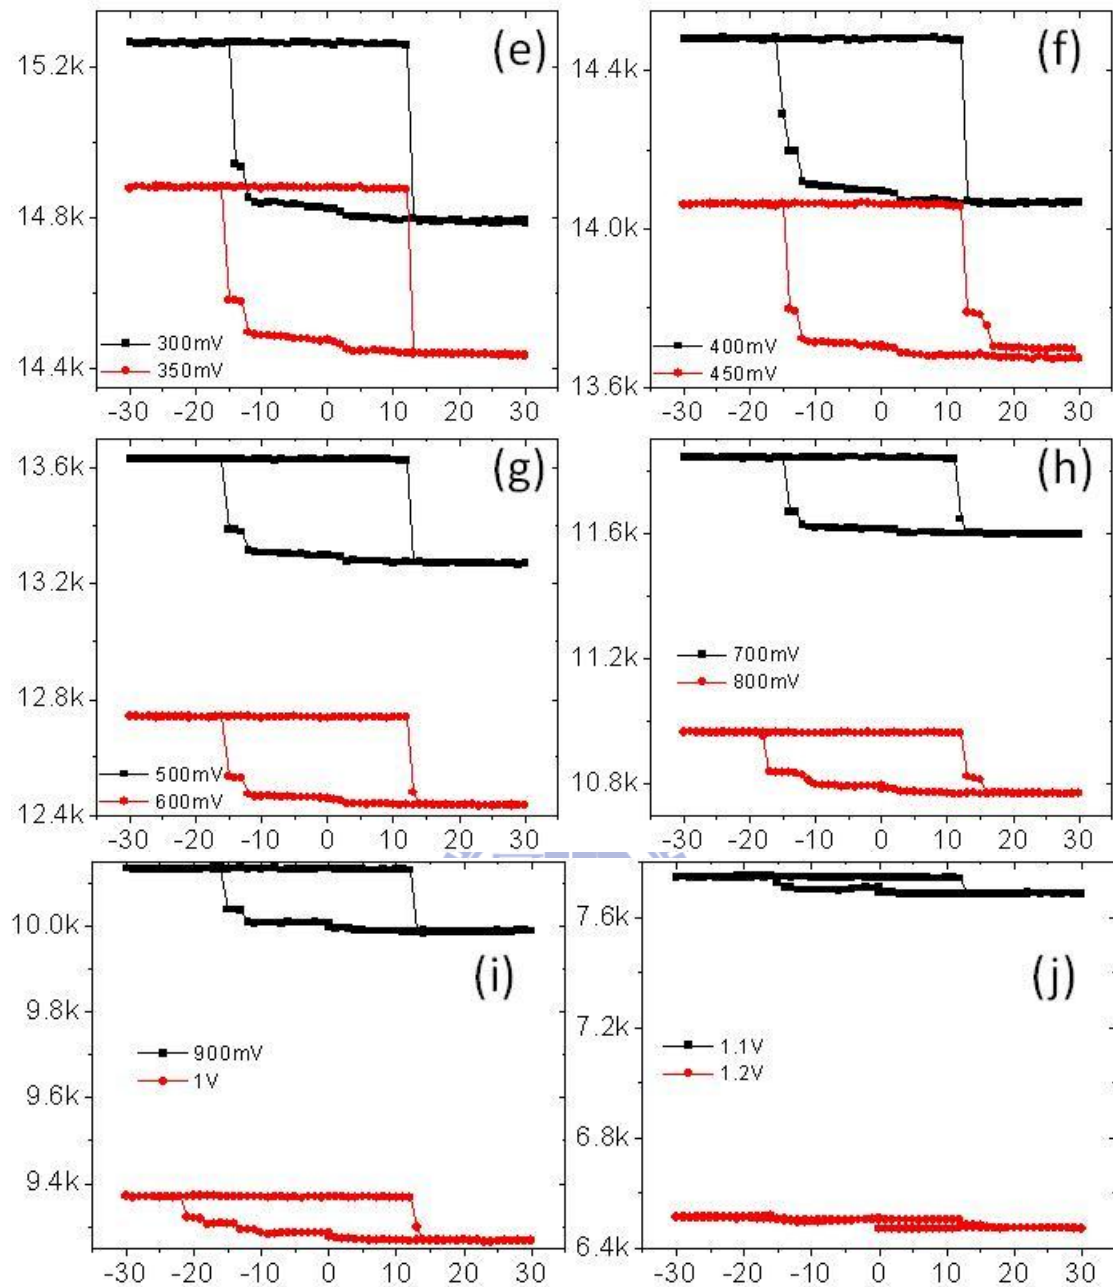 (e)
15.2k
14.8k
14.4k
300mV
350mV
-30 -20 -10 0 10 20 30
(f)
14.4k
14.0k
13.6k
400mV
450mV
-30 -20 -10 0 10 20 30
(g)
13.6k
13.2k
12.8k
12.4k
500mV
600mV
-30 -20 -10 0 10 20 30
(h)
11.6k
11.2k
10.8k
700mV
800mV
-30 -20 -10 0 10 20 30
(i)
10.0k
9.8k
9.6k
9.4k
900mV
1V
-30 -20 -10 0 10 20 30
(j)
7.6k
7.2k
6.8k
6.4k
1.1V
1.2V
-30 -20 -10 0 10 20 30